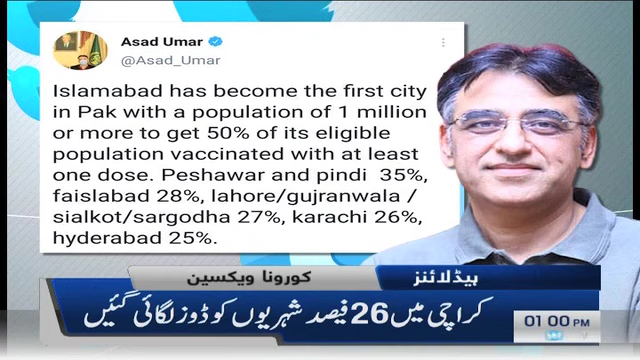 Asad Umar
@Asad_Umar
Islamabad has become the first city
in Pak with a population of 1 million
or more to get 50% of its eligible
population vaccinated with at least
one dose. Peshawar and pindi 35%,
faislabad 28%, lahore/gujranwala /
sialkot/sargodha 27%, karachi 26%,
hyderabad 25%.
ہیڈلائنز
کورونا ویکسین
کراچی میں 26 فیصد شہریوں کو ڈوز لگائی گئیں
01:00 PM